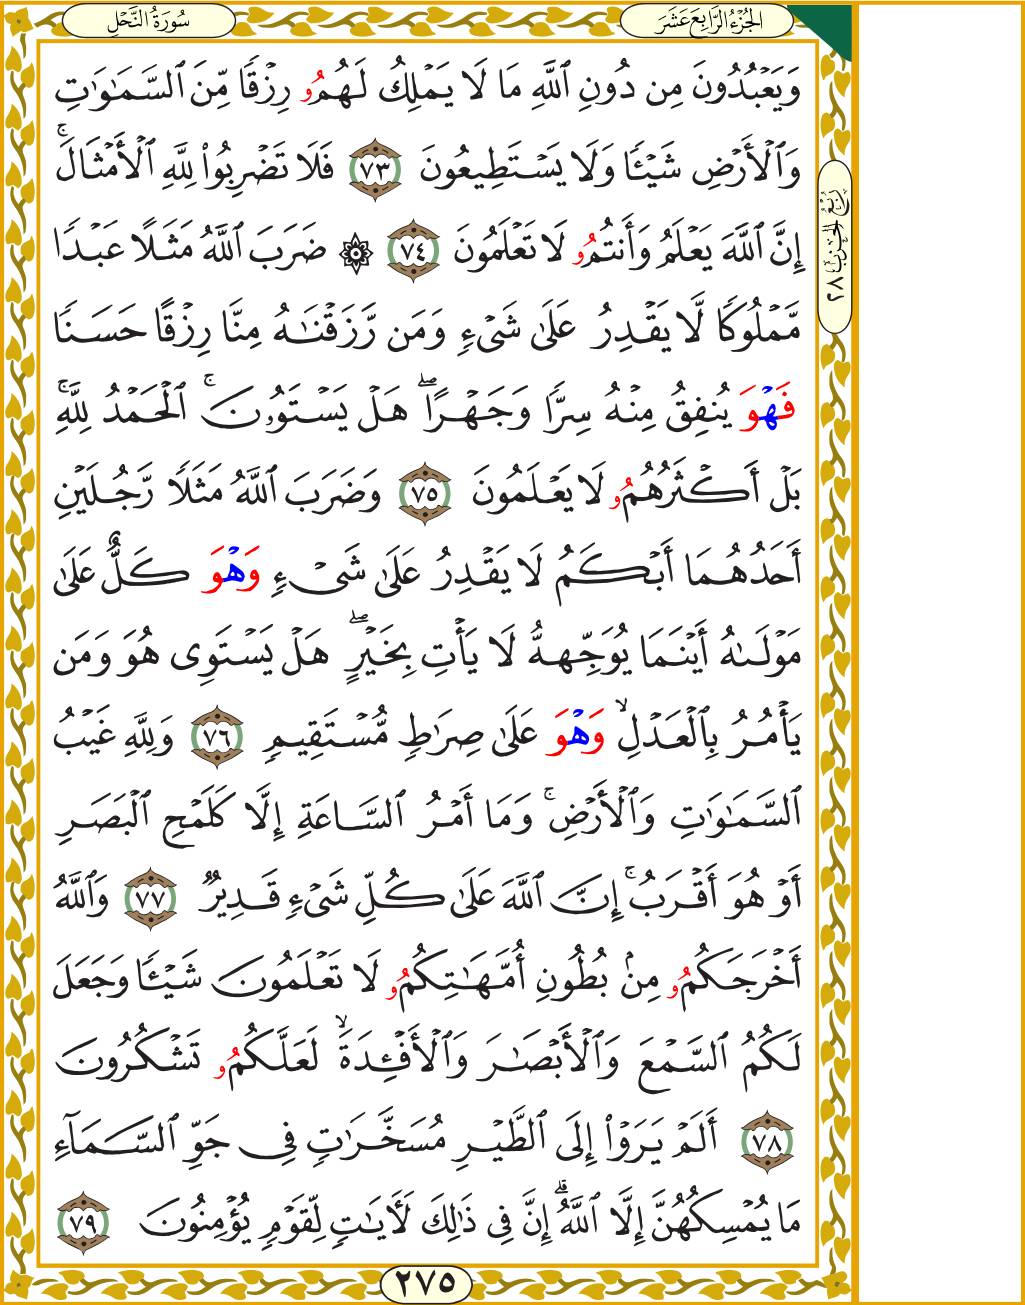 الجُزْءُ الرَّابِعَ عَشَرَ
سُورَةُ النَّحْلِ
وَيَعْبُدُونَ مِن دُونِ ٱللَّهِ مَا لَا يَمْلِكُ لَهُمُۥ رِزْقًا مِّنَ ٱلسَّمَٰوَٰتِ
وَٱلْأَرْضِ شَيْـًٔا وَلَا يَسْتَطِيعُونَ ٧٣ فَلَا تَضْرِبُوا۟ لِلَّهِ ٱلْأَمْثَالَ ۚ
إِنَّ ٱللَّهَ يَعْلَمُ وَأَنتُمُۥ لَا تَعْلَمُونَ ٧٤ ۞ ضَرَبَ ٱللَّهُ مَثَلًا عَبْدًا
مَّمْلُوكًا لَّا يَقْدِرُ عَلَىٰ شَىْءٍ وَمَن رَّزَقْنَٰهُ مِنَّا رِزْقًا حَسَنًا
فَهْوَ يُنفِقُ مِنْهُ سِرًّا وَجَهْرًا ۖ هَلْ يَسْتَوُۥنَ ۚ ٱلْحَمْدُ لِلَّهِ ۚ
بَلْ أَكْثَرُهُمُۥ لَا يَعْلَمُونَ ٧٥ وَضَرَبَ ٱللَّهُ مَثَلًا رَّجُلَيْنِ
أَحَدُهُمَا أَبْكَمُ لَا يَقْدِرُ عَلَىٰ شَىْءٍ وَهْوَ كَلٌّ عَلَىٰ
مَوْلَىٰهُ أَيْنَمَا يُوَجِّههُّ لَا يَأْتِ بِخَيْرٍ ۖ هَلْ يَسْتَوِى هُوَ وَمَن
يَأْمُرُ بِٱلْعَدْلِ ۙ وَهْوَ عَلَىٰ صِرَٰطٍ مُّسْتَقِيمٍ ٧٦ وَلِلَّهِ غَيْبُ
ٱلسَّمَٰوَٰتِ وَٱلْأَرْضِ ۚ وَمَا أَمْرُ ٱلسَّاعَةِ إِلَّا كَلَمْحِ ٱلْبَصَرِ
أَوْ هُوَ أَقْرَبُ ۚ إِنَّ ٱللَّهَ عَلَىٰ كُلِّ شَىْءٍ قَدِيرٌ ٧٧ وَٱللَّهُ
أَخْرَجَكُمُۥ مِنۢ بُطُونِ أُمَّهَٰتِكُمُۥ لَا تَعْلَمُونَ شَيْـًٔا وَجَعَلَ
لَكُمُ ٱلسَّمْعَ وَٱلْأَبْصَٰرَ وَٱلْأَفْـِٔدَةَ ۙ لَعَلَّكُمُۥ تَشْكُرُونَ
٧٨ أَلَمْ يَرَوْا۟ إِلَى ٱلطَّيْرِ مُسَخَّرَٰتٍ فِى جَوِّ ٱلسَّمَآءِ
مَا يُمْسِكُهُنَّ إِلَّا ٱللَّهُ ۗ إِنَّ فِى ذَٰلِكَ لَأَيَٰتٍ لِّقَوْمٍ يُؤْمِنُونَ ٧٩
رُبْعُ الْحِزْبِ ٢٨
٢٧٥